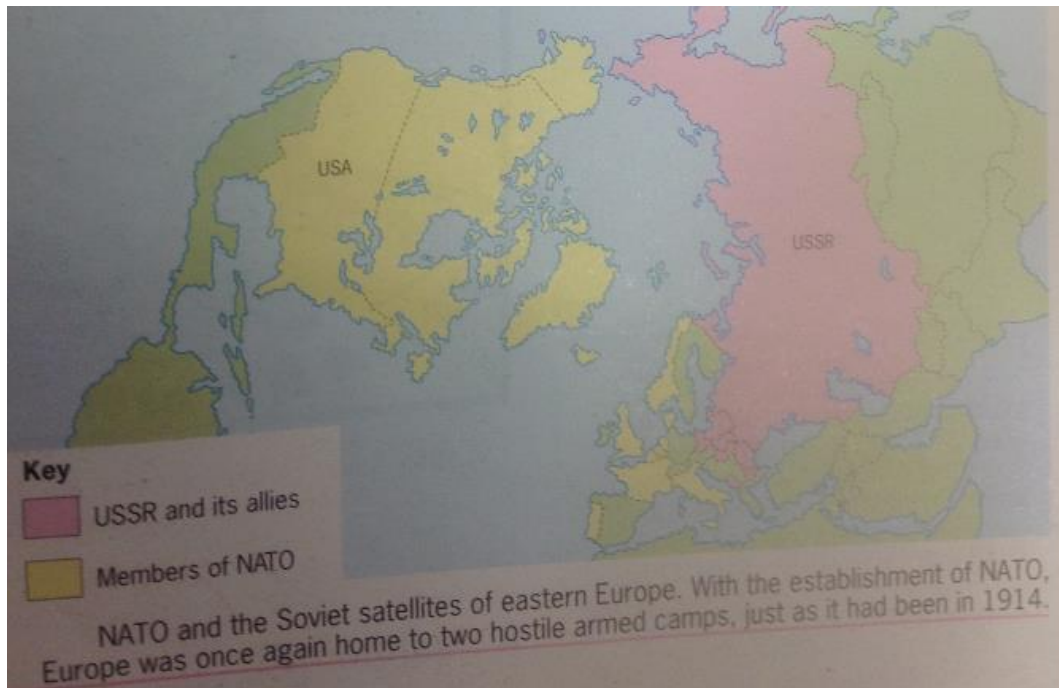 USA
USSR
Key
USSR and its allies
Members of NATO
NATO and the Soviet satellites of eastern Europe. With the establishment of NATO,
Europe was once again home to two hostile armed camps, just as it had been in 1914.